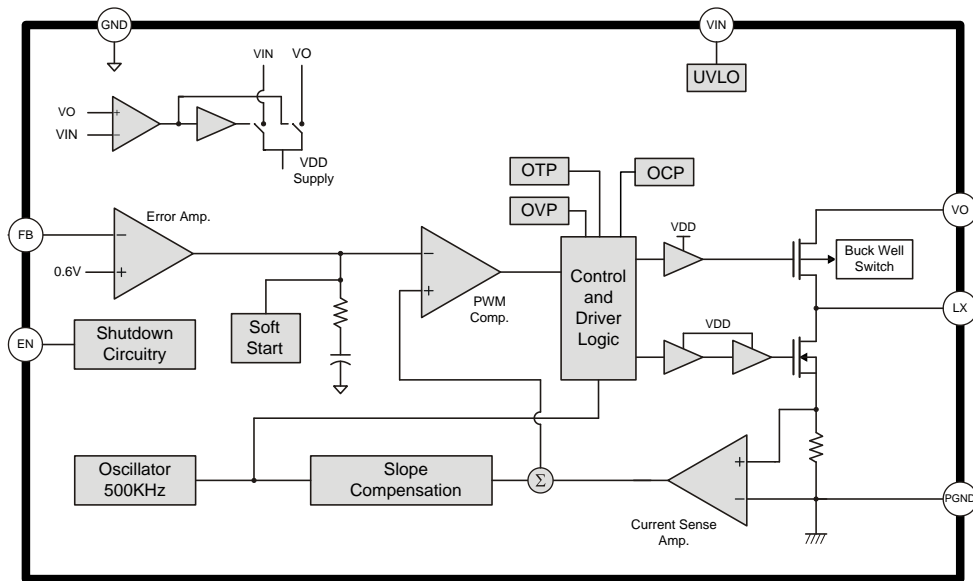 GND
VIN
UVLO
VIN
VO
VO
+
VIN
−
VDD
Supply
OTP
OCP
OVP
VO
FB
Error Amp.
−
0.6V
+
−
+
PWM
Comp.
Control
and
Driver
Logic
VDD
Buck Well
Switch
LX
EN
Shutdown
Circuitry
Soft
Start
VDD
Oscillator
500KHz
Slope
Compensation
Σ
+
−
Current Sense
Amp.
PGND